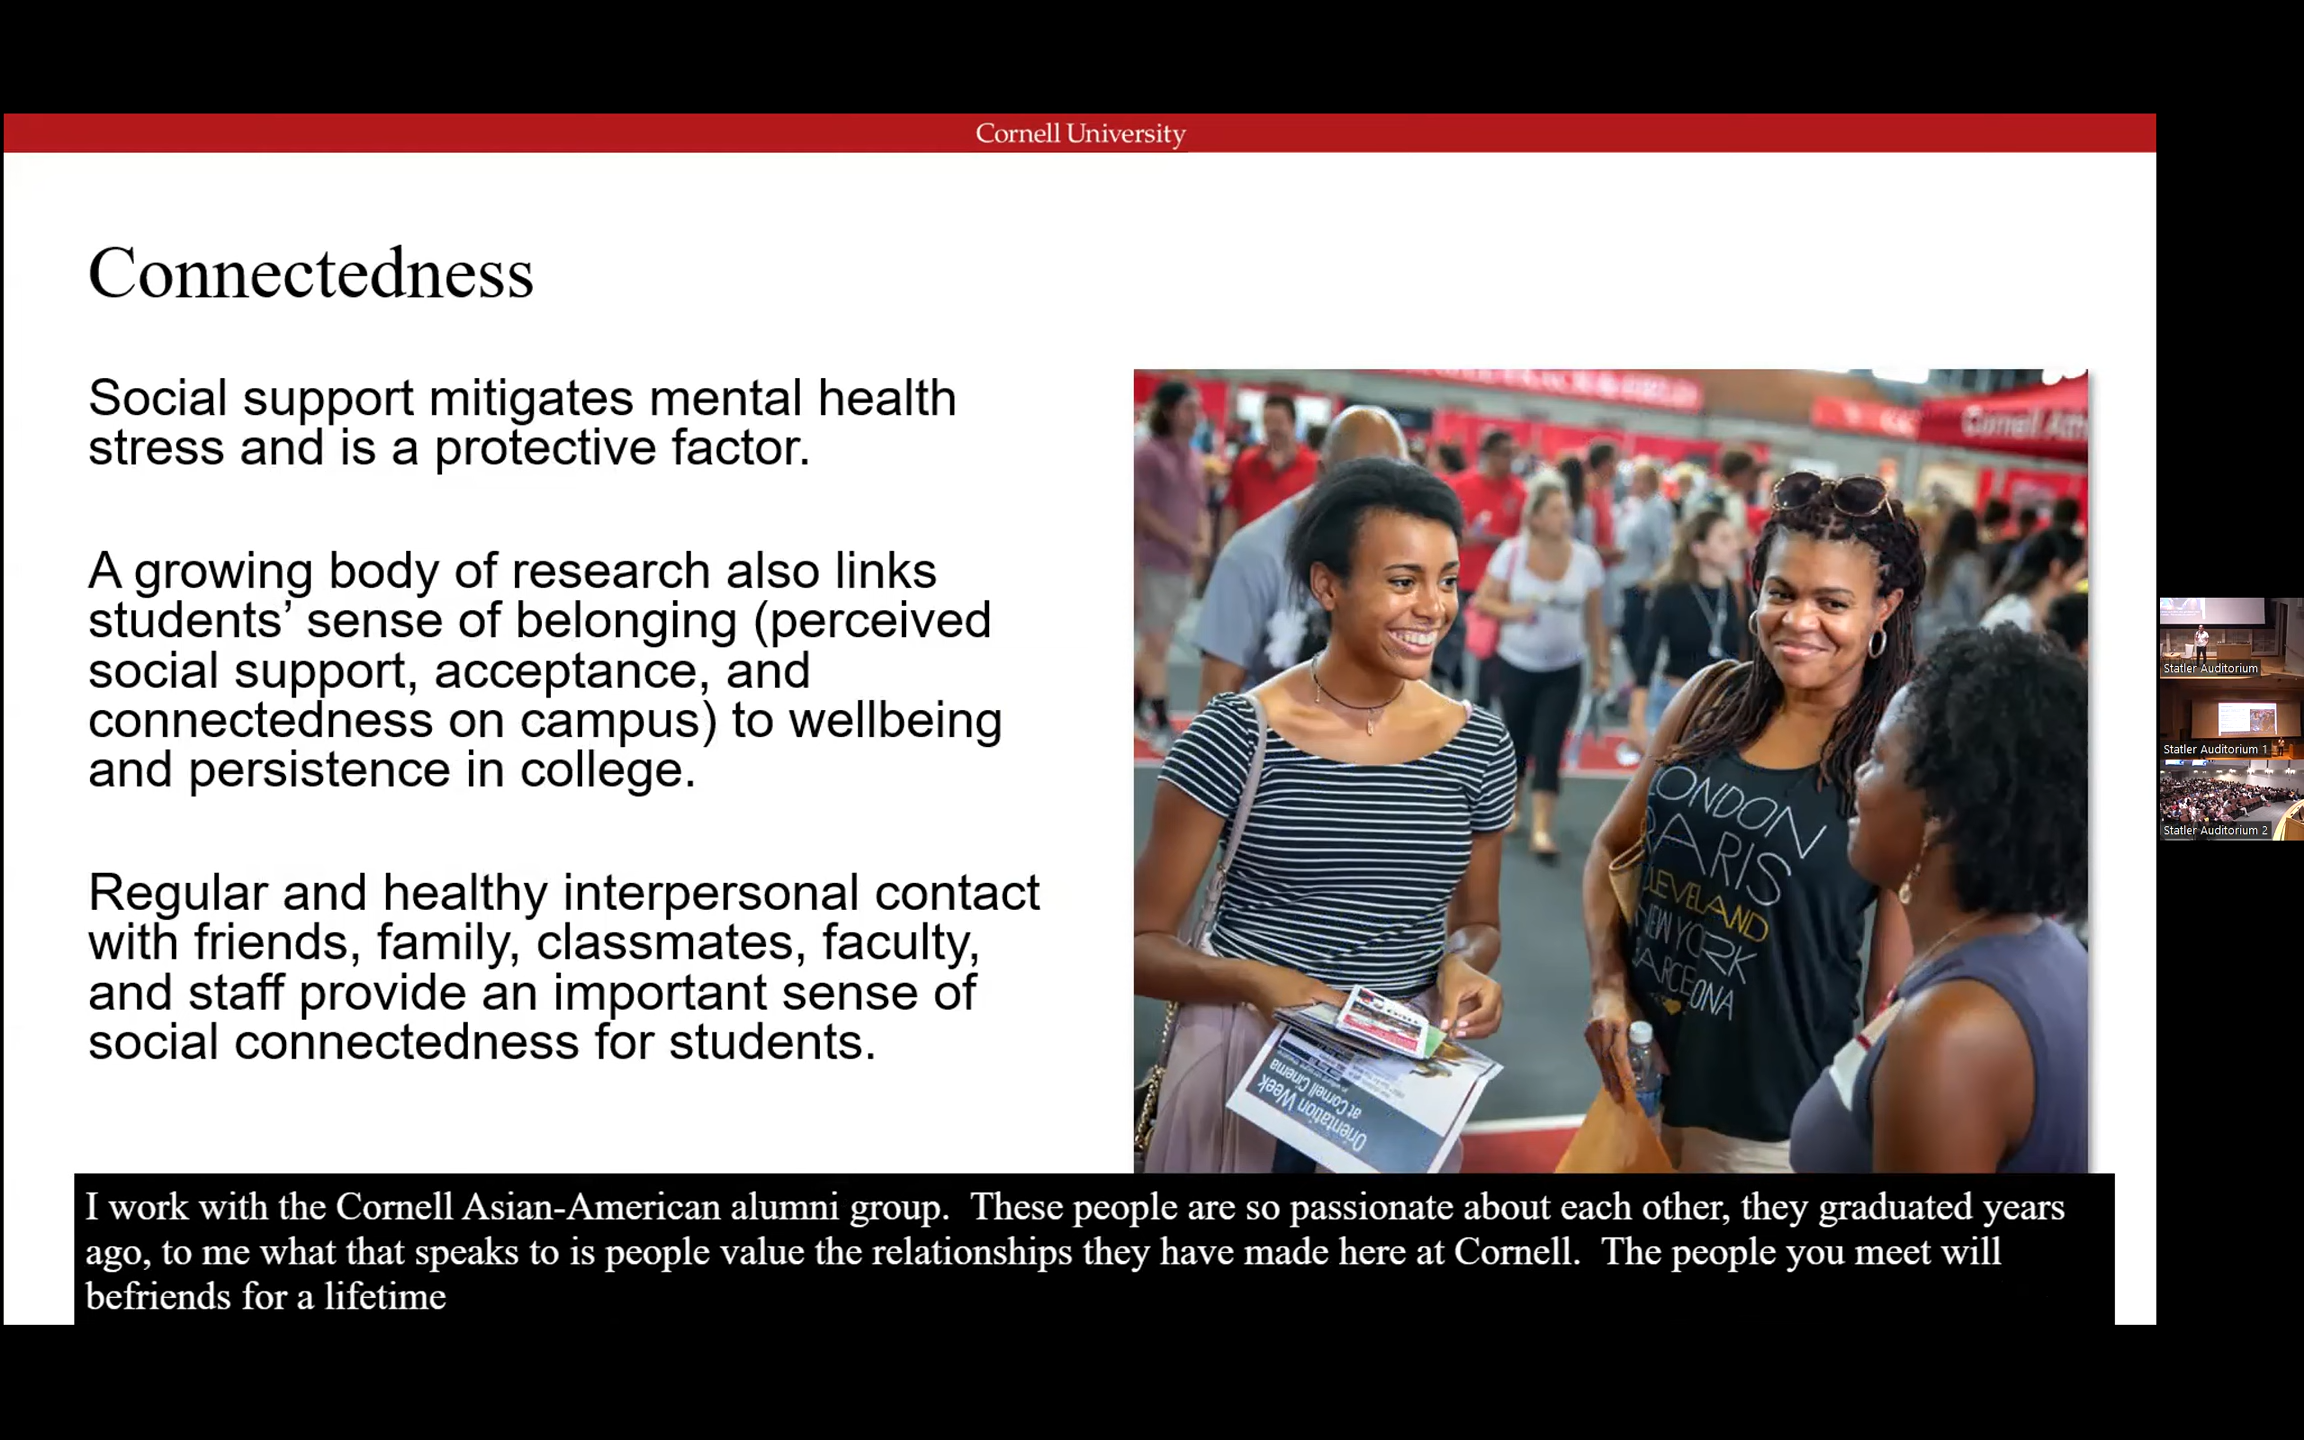 Cornell University
Connectedness
Social support mitigates mental health
stress and is a protective factor.
A growing body of research also links
students’ sense of belonging (perceived
social support, acceptance, and
connectedness on campus) to wellbeing
and persistence in college.
Regular and healthy interpersonal contact
with friends, family, classmates, faculty,
and staff provide an important sense of
social connectedness for students.
Cornell Ath
LONDON
PARIS
CLEVELAND
NEW YORK
BARCELONA
Orientation Week
at Cornell Cinema
Statler Auditorium
Statler Auditorium 1
Statler Auditorium 2
I work with the Cornell Asian-American alumni group.  These people are so passionate about each other, they graduated years
ago, to me what that speaks to is people value the relationships they have made here at Cornell.  The people you meet will
befriends for a lifetime